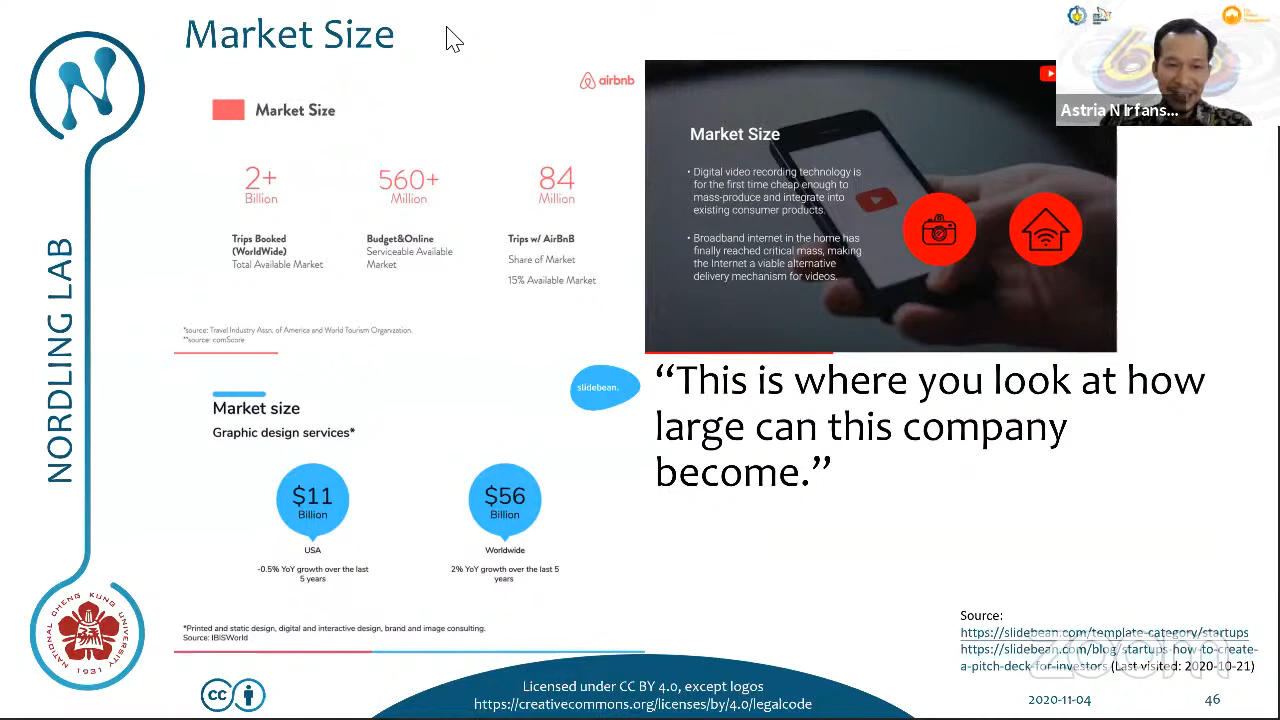 Market Size
NORDLING LAB
airbnb
Market Size
2+
Billion
560+
Million
84
Million
Trips Booked
(WorldWide)
Total Available Market
Budget&Online
Serviceable Available
Market
Trips w/ AirBnB
Share of Market
15% Available Market
*source: Travel Industry Assn. of America and World Tourism Organization.
**source: comScore
Market Size
• Digital video recording technology is
for the first time cheap enough to
mass-produce and integrate into
existing consumer products.
• Broadband internet in the home has
finally reached critical mass, making
the Internet a viable alternative
delivery mechanism for videos.
Astria N Irfans...
slidebean.
Market size
Graphic design services*
$11
Billion
USA
-0.5% YoY growth over the last
5 years
$56
Billion
Worldwide
2% YoY growth over the last 5
years
*Printed and static design, digital and interactive design, brand and image consulting.
Source: IBISWorld
“This is where you look at how
large can this company
become.”
Source:
https://slidebean.com/template-category/startups
https://slidebean.com/blog/startups-how-to-create-
a-pitch-deck-for-investors (Last visited: 2020-10-21)
zoom
NATIONAL CHENG KUNG UNIVERSITY
1931
cc
Licensed under CC BY 4.0, except logos
https://creativecommons.org/licenses/by/4.0/legalcode
2020-11-04
46